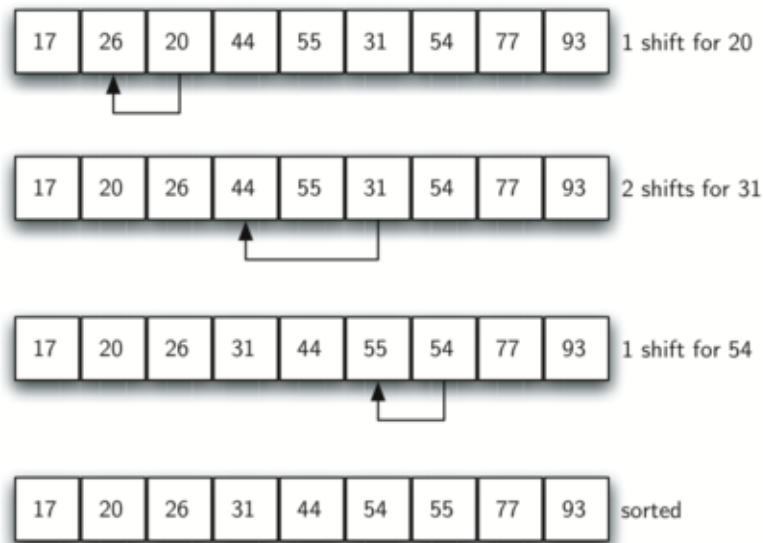 17 26 20 44 55 31 54 77 93 1 shift for 20
17 20 26 44 55 31 54 77 93 2 shifts for 31
17 20 26 31 44 55 54 77 93 1 shift for 54
17 20 26 31 44 54 55 77 93 sorted